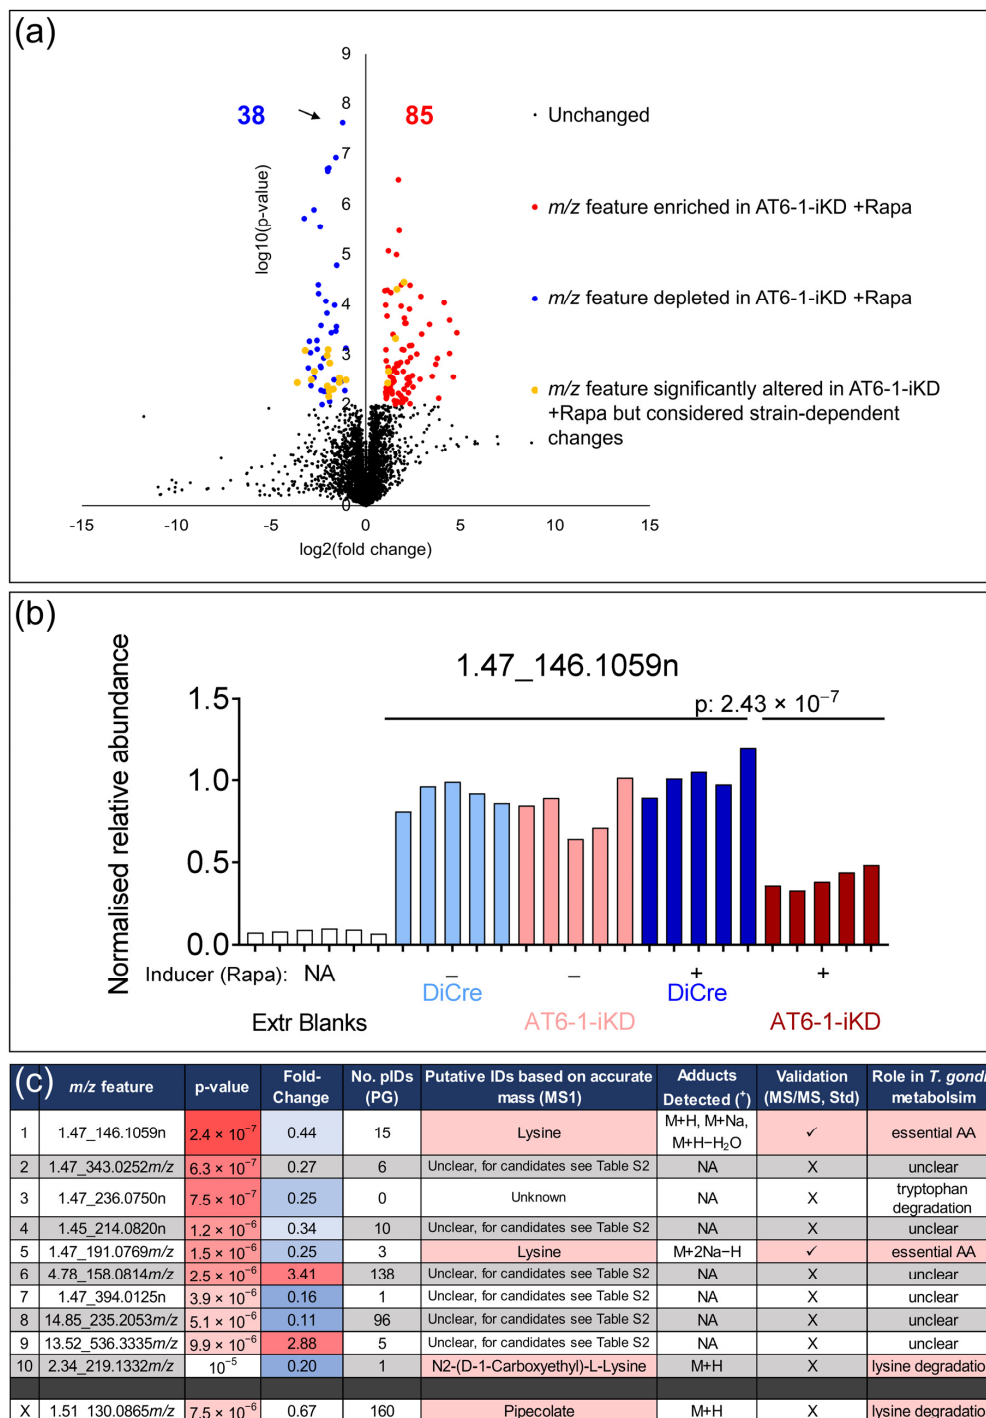 (a)
9
8
7
6
5
4
3
2
0
log10(p-value)
38
85
Unchanged
m/z feature enriched in AT6-1-iKD +Rapa
m/z feature depleted in AT6-1-iKD +Rapa
m/z feature significantly altered in AT6-1-iKD
+Rapa but considered strain-dependent
changes
-15 -10 -5 0 5 10 15
log2(fold change)
(b)
1.47_146.1059n
p: 2.43 × 10⁻⁷
Normalised relative abundance
1.5
1.0
0.5
0.0
Inducer (Rapa): NA − − + +
DiCre DiCre
Extr Blanks AT6-1-iKD AT6-1-iKD
(c) m/z feature p-value Fold-Change No. pIDs (PG) Putative IDs based on accurate mass (MS1) Adducts Detected (⁺) Validation (MS/MS, Std) Role in T. gondi metabolsim
1 1.47_146.1059n 2.4 × 10⁻⁷ 0.44 15 Lysine M+H, M+Na, M+H−H₂O ✓ essential AA
2 1.47_343.0252m/z 6.3 × 10⁻⁷ 0.27 6 Unclear, for candidates see Table S2 NA X unclear
3 1.47_236.0750n 7.5 × 10⁻⁷ 0.25 0 Unknown NA X tryptophan degradation
4 1.45_214.0820n 1.2 × 10⁻⁶ 0.34 10 Unclear, for candidates see Table S2 NA X unclear
5 1.47_191.0769m/z 1.5 × 10⁻⁶ 0.25 3 Lysine M+2Na−H ✓ essential AA
6 4.78_158.0814m/z 2.5 × 10⁻⁶ 3.41 138 Unclear, for candidates see Table S2 NA X unclear
7 1.47_394.0125n 3.9 × 10⁻⁶ 0.16 1 Unclear, for candidates see Table S2 NA X unclear
8 14.85_235.2053m/z 5.1 × 10⁻⁶ 0.11 96 Unclear, for candidates see Table S2 NA X unclear
9 13.52_536.3335m/z 9.9 × 10⁻⁶ 2.88 5 Unclear, for candidates see Table S2 NA X unclear
10 2.34_219.1332m/z 10⁻⁵ 0.20 1 N2-(D-1-Carboxyethyl)-L-Lysine M+H X lysine degradatio
X 1.51_130.0865m/z 7.5 × 10⁻⁶ 0.67 160 Pipecolate M+H X lysine degradatio